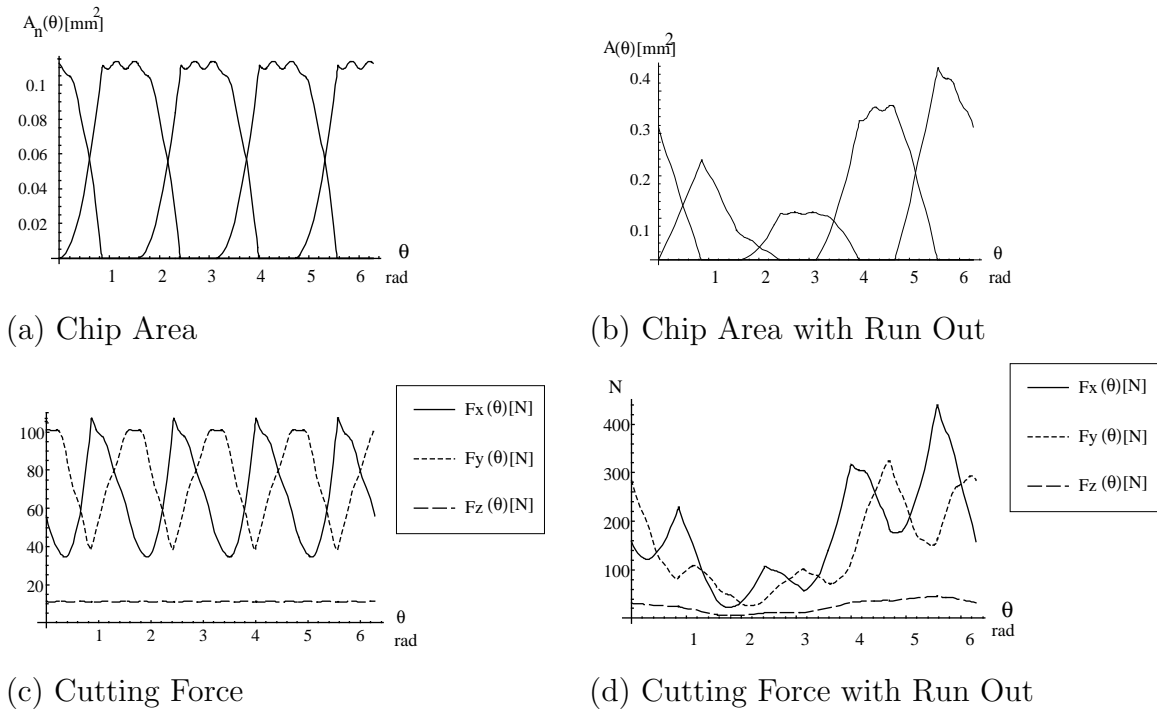 Aₙ(θ)[mm²]
0.1
0.08
0.06
0.04
0.02
1 2 3 4 5 6
θ
rad
(a) Chip Area
A(θ)[mm²]
0.4
0.3
0.2
0.1
1 2 3 4 5 6
θ
rad
(b) Chip Area with Run Out
100
80
60
40
20
1 2 3 4 5 6
θ
rad
Fx(θ)[N]
Fy(θ)[N]
Fz(θ)[N]
(c) Cutting Force
N
400
300
200
100
1 2 3 4 5 6
θ
rad
Fx(θ)[N]
Fy(θ)[N]
Fz(θ)[N]
(d) Cutting Force with Run Out